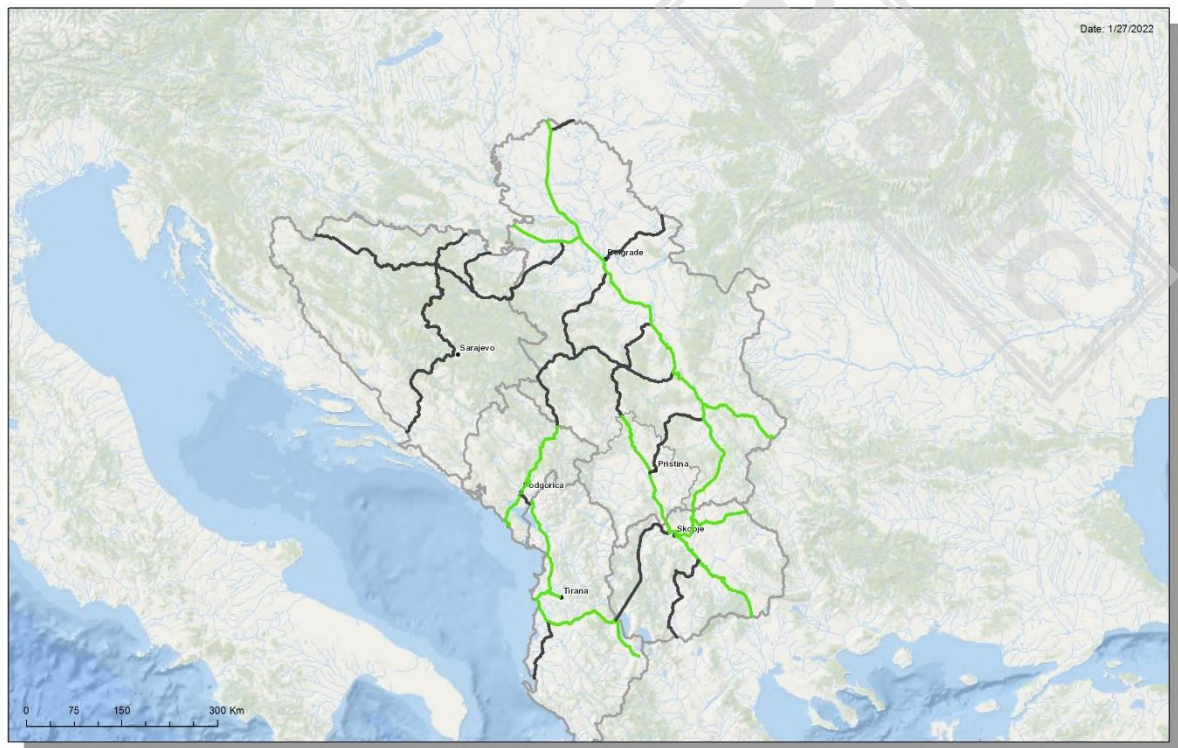 Date: 1/27/2022
Belgrade
Sarajevo
Pristina
Podgorica
Skopje
Tirana
0 75 150 300 Km